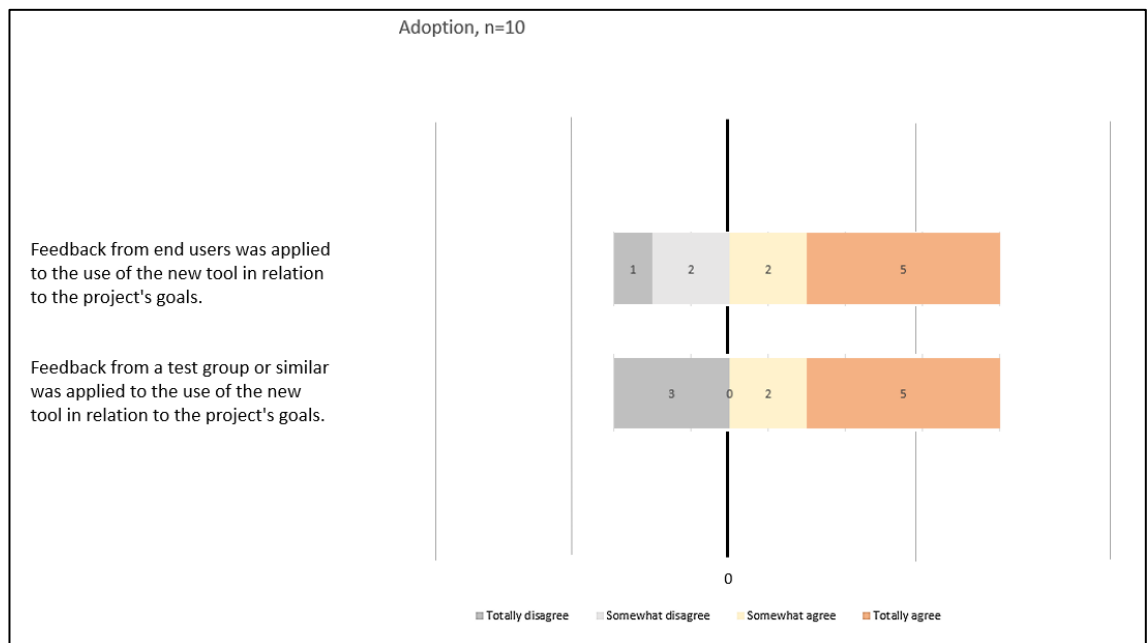 Adoption, n=10
Feedback from end users was applied
to the use of the new tool in relation
to the project's goals.
1 2 2 5
Feedback from a test group or similar
was applied to the use of the new
tool in relation to the project's goals.
3 0 2 5
0
Totally disagree Somewhat disagree Somewhat agree Totally agree